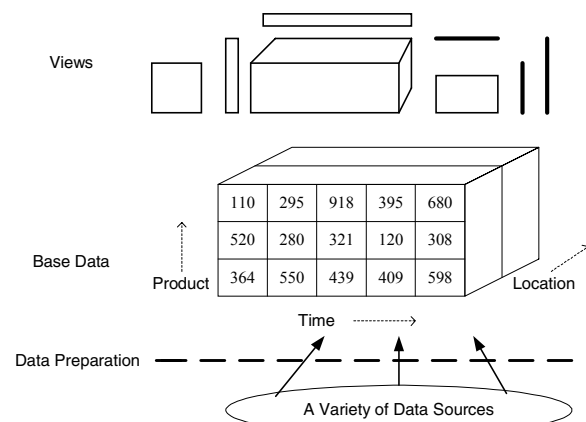 Views
110 295 918 395 680
520 280 321 120 308
Base Data
364 550 439 409 598
Product
Location
Time
Data Preparation
A Variety of Data Sources